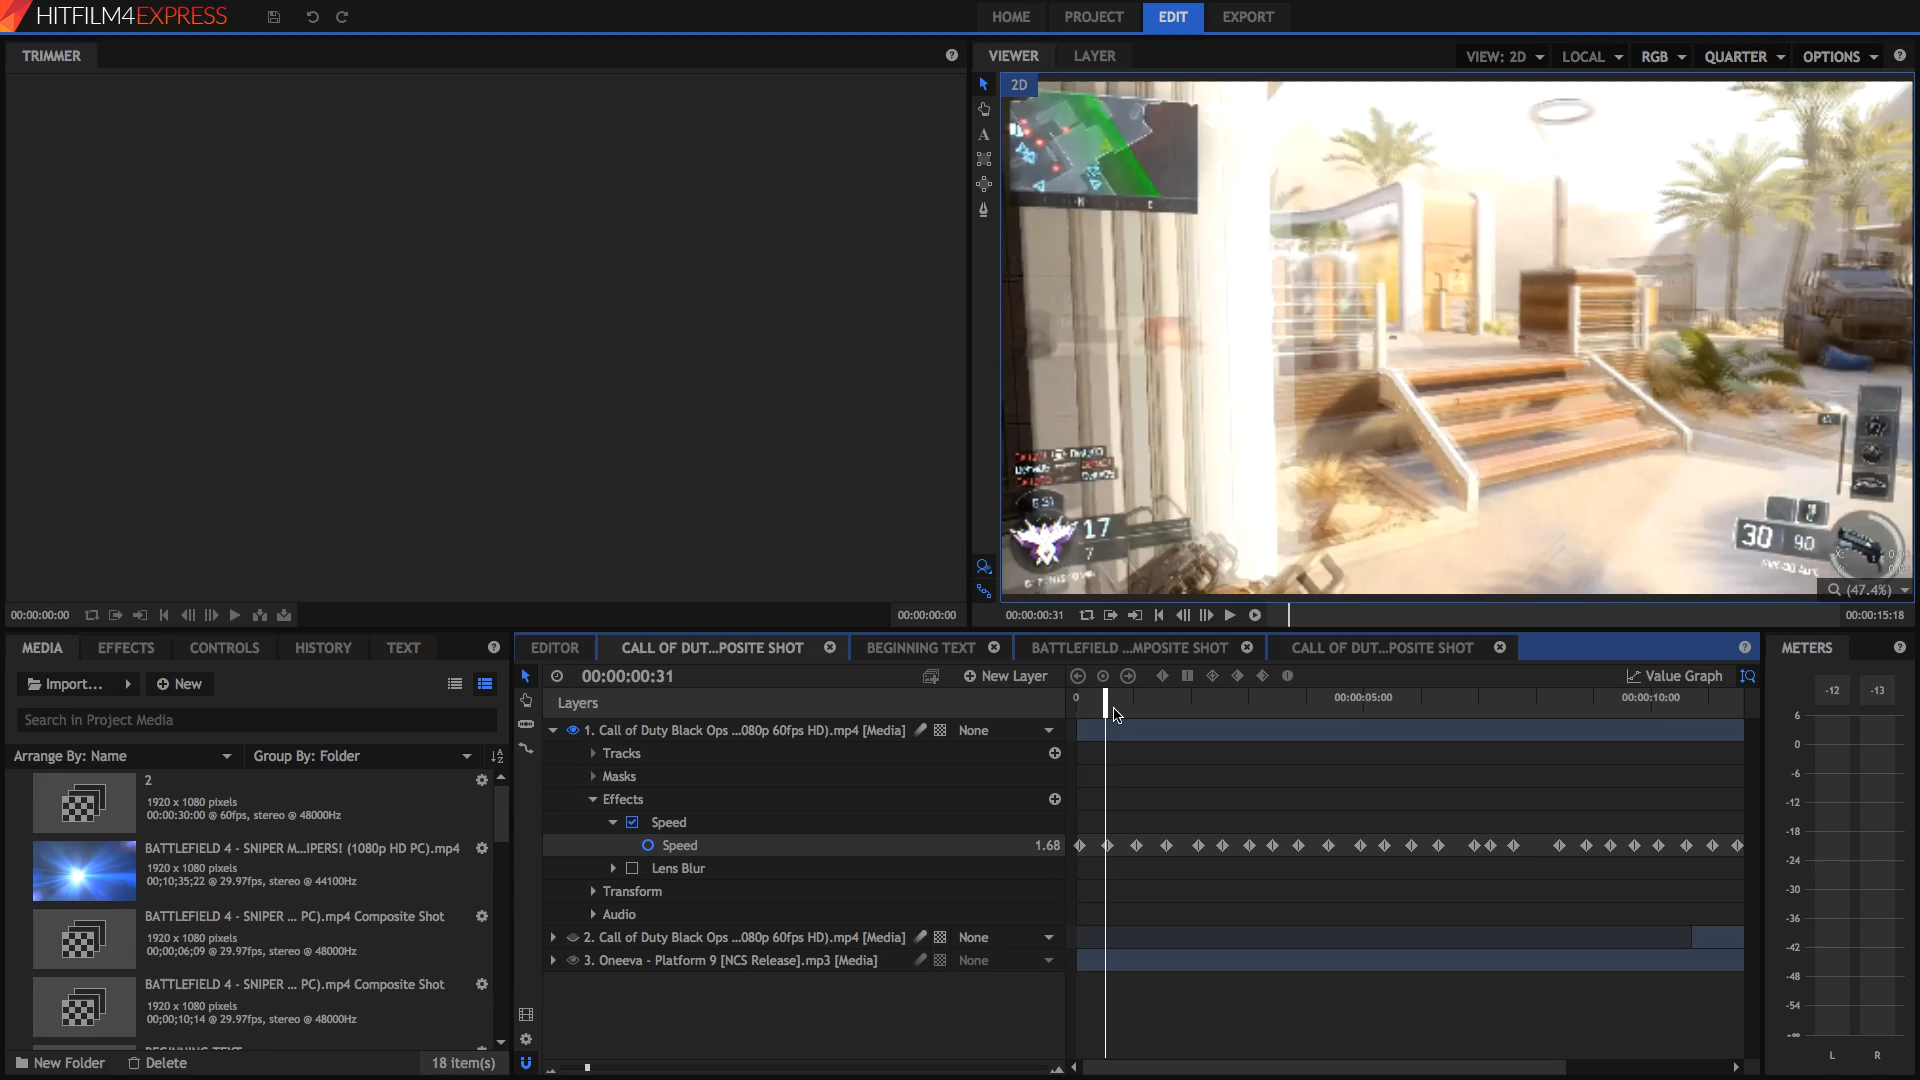 HITFILM4EXPRESS
HOME
PROJECT
EDIT
EXPORT
TRIMMER
VIEWER
LAYER
VIEW: 2D
LOCAL
RGB
QUARTER
OPTIONS
2D
N
E
6:31
17
7
30
90
X:
Y:
(47.4%)
00:00:00:00
00:00:00:00
00:00:00:31
00:00:15:18
MEDIA
EFFECTS
CONTROLS
HISTORY
TEXT
EDITOR
CALL OF DUT...POSITE SHOT
BEGINNING TEXT
BATTLEFIELD ...MPOSITE SHOT
CALL OF DUT...POSITE SHOT
METERS
Import...
New
00:00:00:31
New Layer
Value Graph
-12
-13
Search in Project Media
Layers
0
00:00:05:00
00:00:10:00
Arrange By: Name
Group By: Folder
2
1920 x 1080 pixels
00:00:30:00 @ 60fps, stereo @ 48000Hz
BATTLEFIELD 4 - SNIPER M...IPERS! (1080p HD PC).mp4
1920 x 1080 pixels
00;10;35;22 @ 29.97fps, stereo @ 44100Hz
BATTLEFIELD 4 - SNIPER ... PC).mp4 Composite Shot
1920 x 1080 pixels
00;00;06;09 @ 29.97fps, stereo @ 48000Hz
BATTLEFIELD 4 - SNIPER ... PC).mp4 Composite Shot
1920 x 1080 pixels
00;00;10;14 @ 29.97fps, stereo @ 48000Hz
BEGINNING TEXT
New Folder
Delete
18 item(s)
1. Call of Duty Black Ops ...080p 60fps HD).mp4 [Media]
None
Tracks
Masks
Effects
Speed
Speed
1.68
Lens Blur
Transform
Audio
2. Call of Duty Black Ops ...080p 60fps HD).mp4 [Media]
None
3. Oneeva - Platform 9 [NCS Release].mp3 [Media]
None
6
0
-6
-12
-18
-24
-30
-36
-42
-48
-54
-∞
L
R